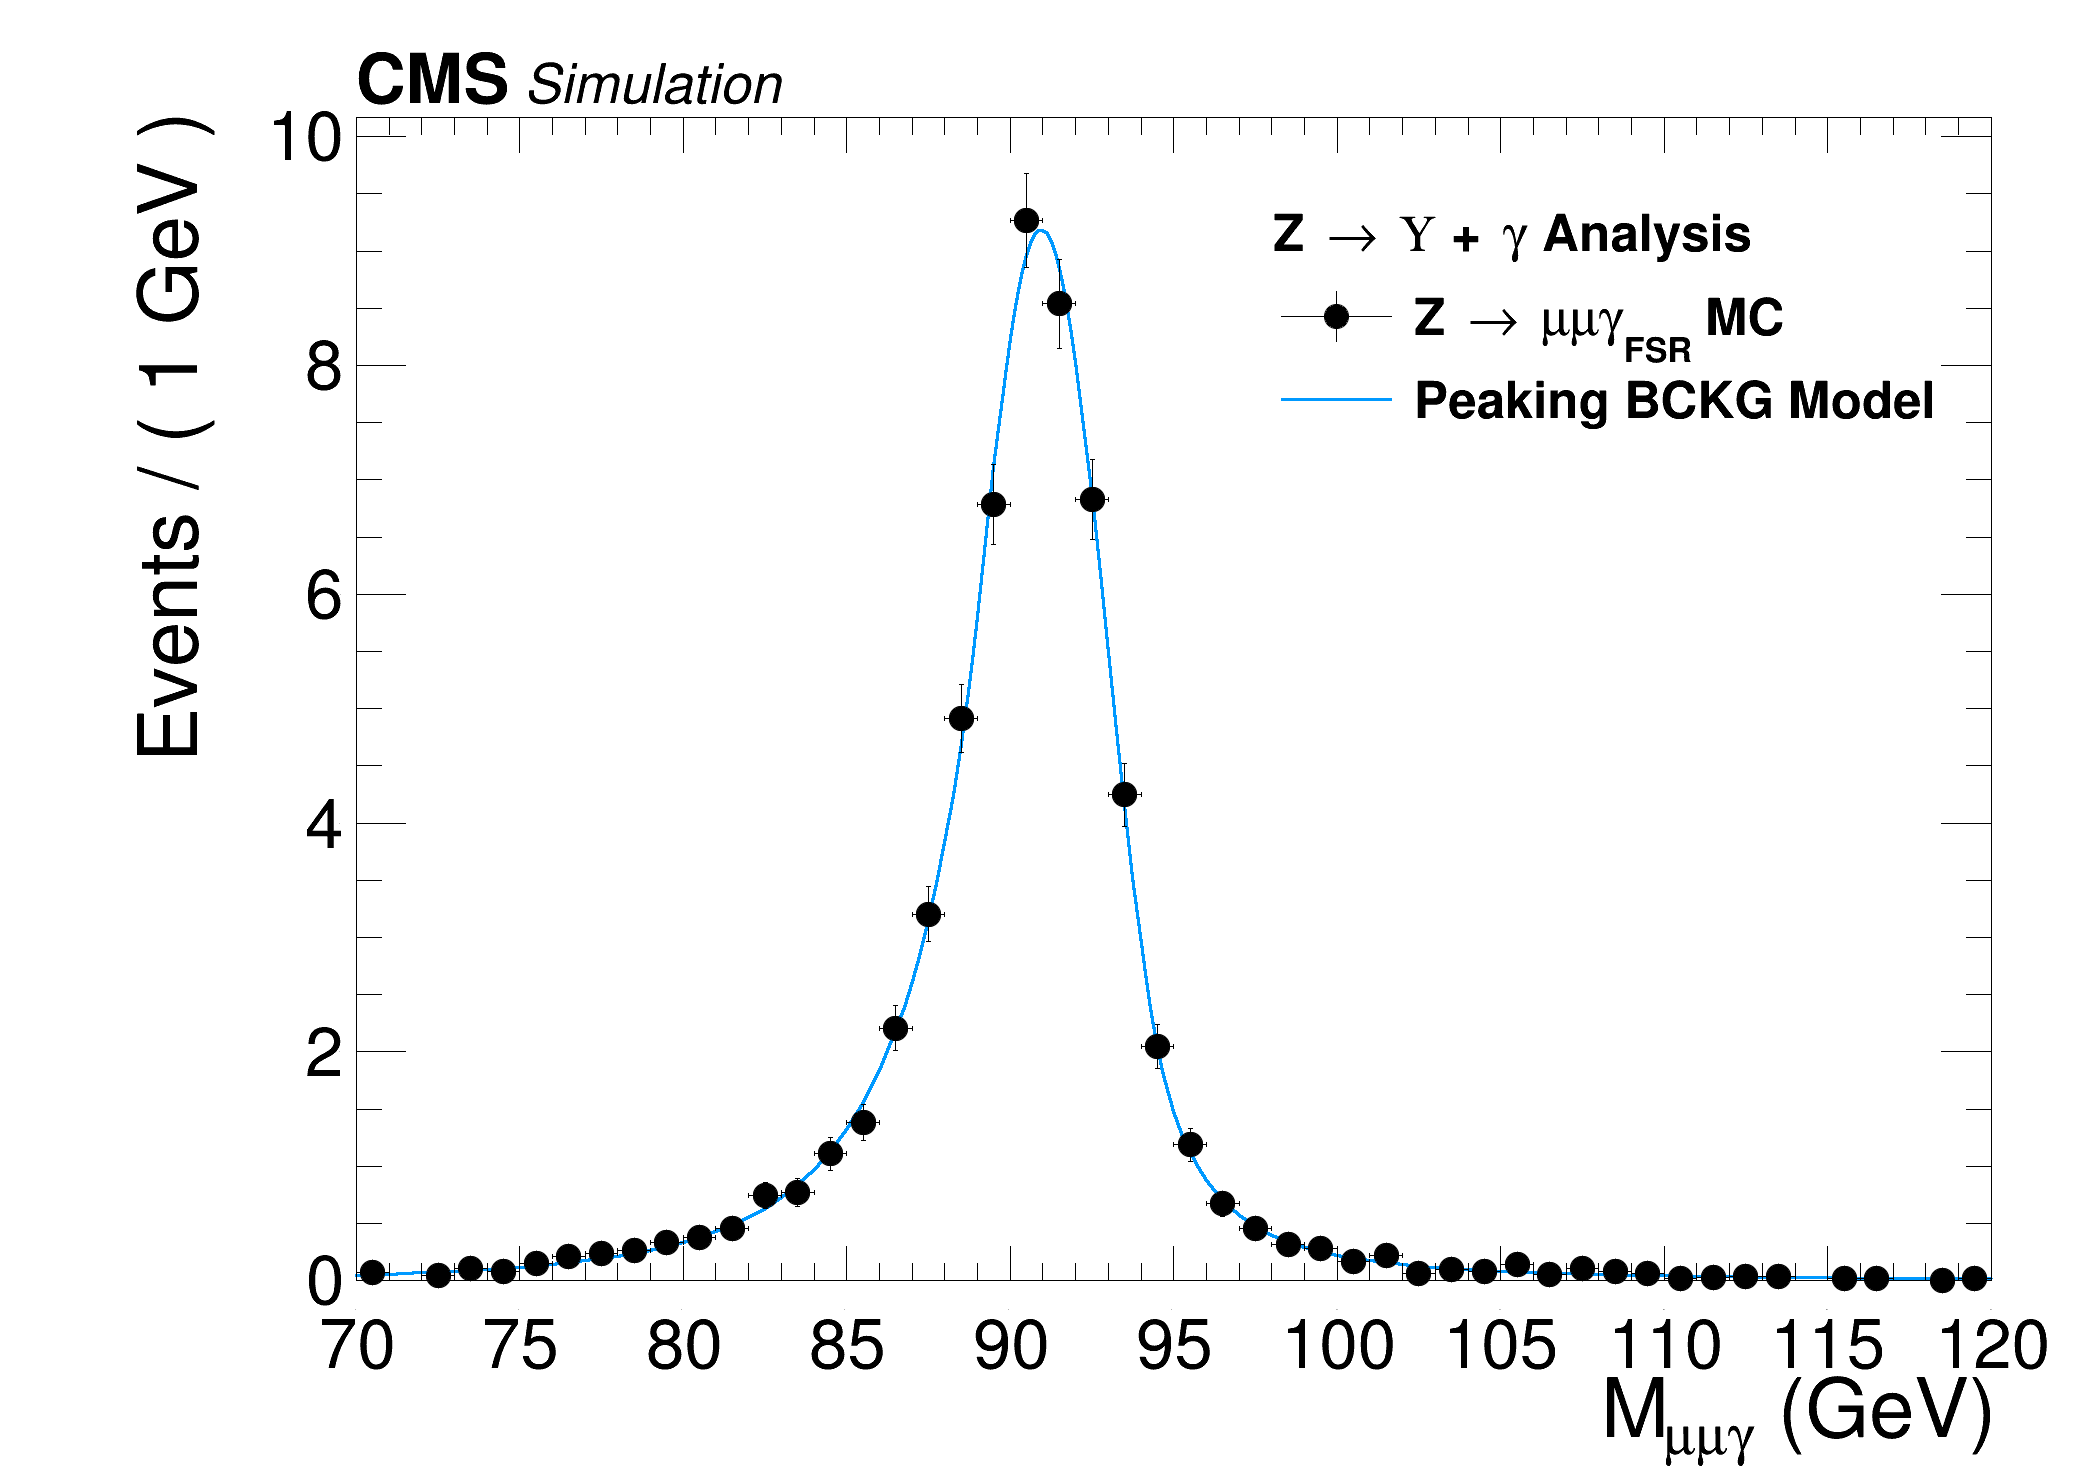 CMS Simulation
Events / ( 1 GeV )
10
8
6
4
2
0
Z → Υ + γ Analysis
Z → μμγFSR MC
Peaking BCKG Model
70 75 80 85 90 95 100 105 110 115 120
Mμμγ (GeV)